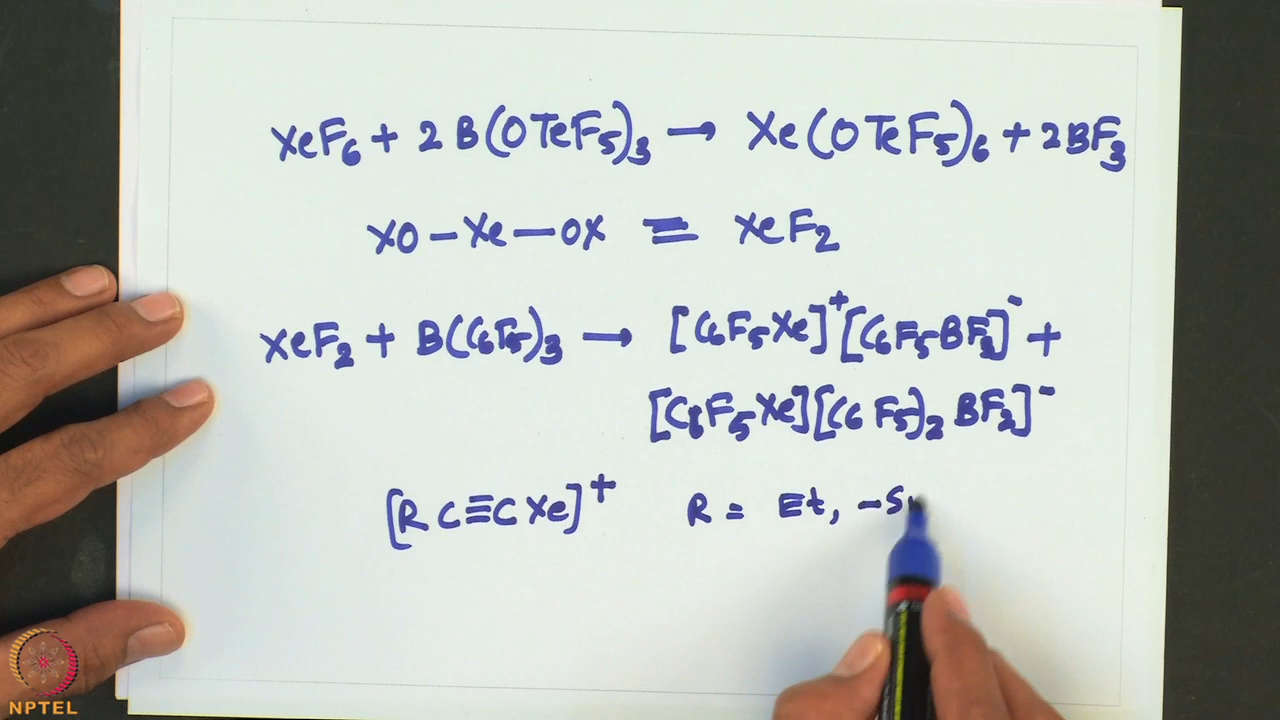 XeF₆ + 2 B(OTeF₅)₃ → Xe(OTeF₅)₆ + 2BF₃
XO – Xe – OX ≡ XeF₂
XeF₂ + B(C₆F₅)₃ → [C₆F₅Xe]⁺[C₆F₅BF₃]⁻ +
[C₆F₅Xe][(C₆F₅)₂BF₂]⁻
[RC≡CXe]⁺ R = Et, –S
NPTEL